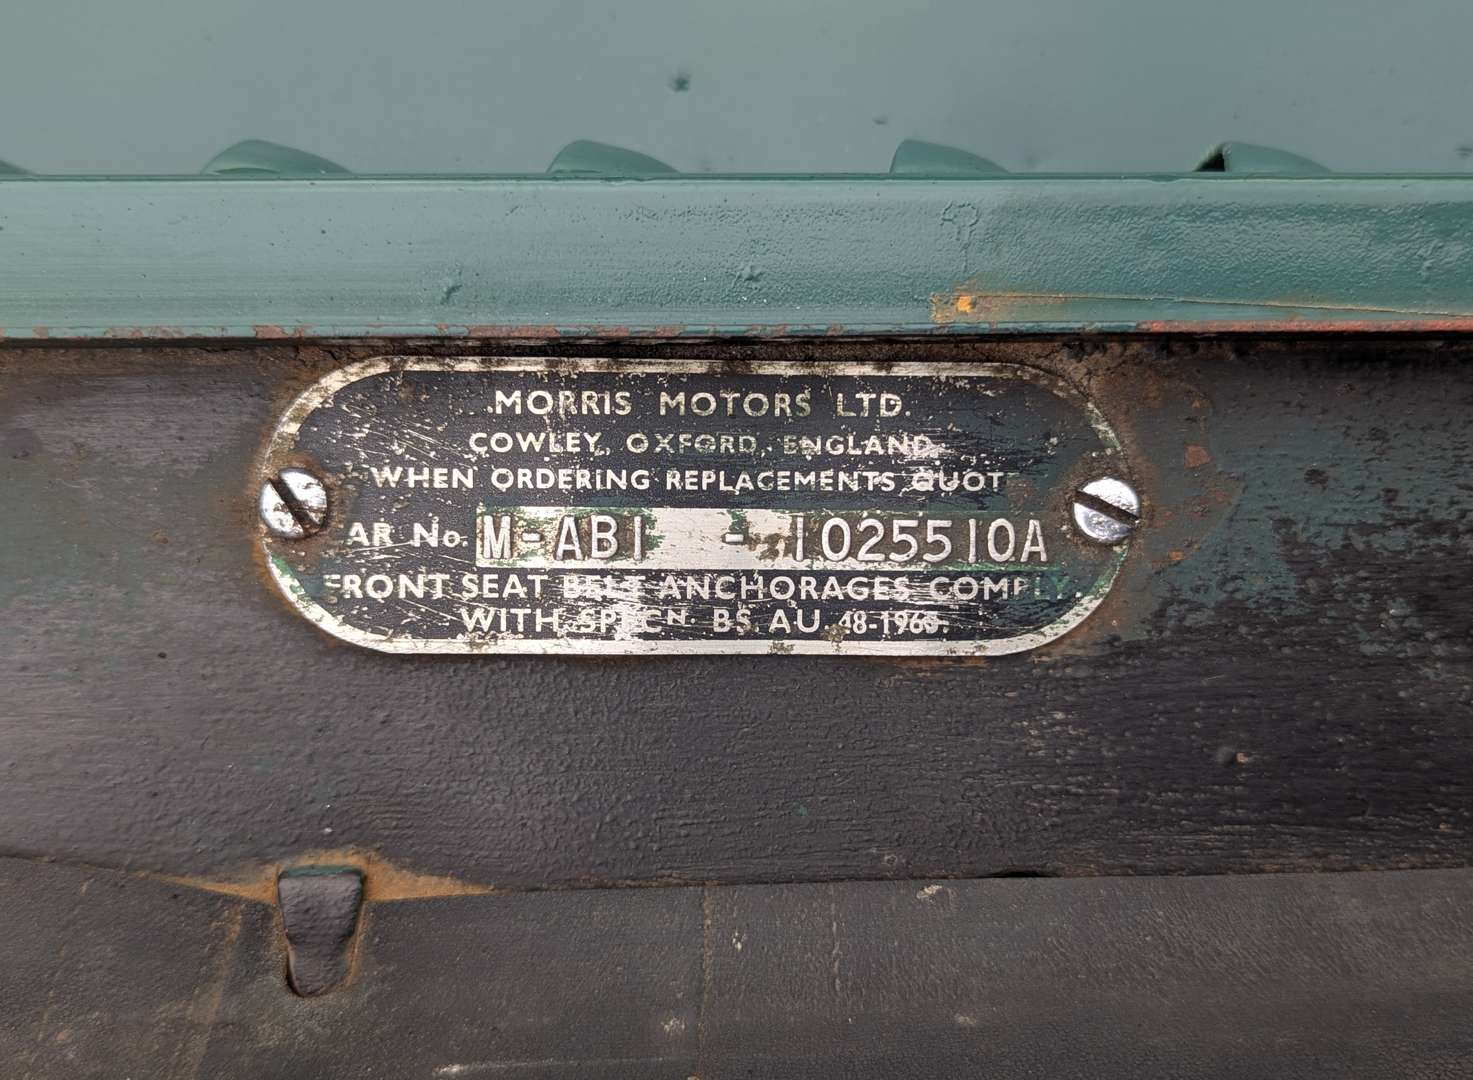 MORRIS MOTORS LTD.
COWLEY, OXFORD, ENGLAND.
WHEN ORDERING REPLACEMENTS QUOT
AR No. M-AB1 - 1025510A
FRONT SEAT BELT ANCHORAGES COMPLY.
WITH SPECN. BS. AU. 48-1965.